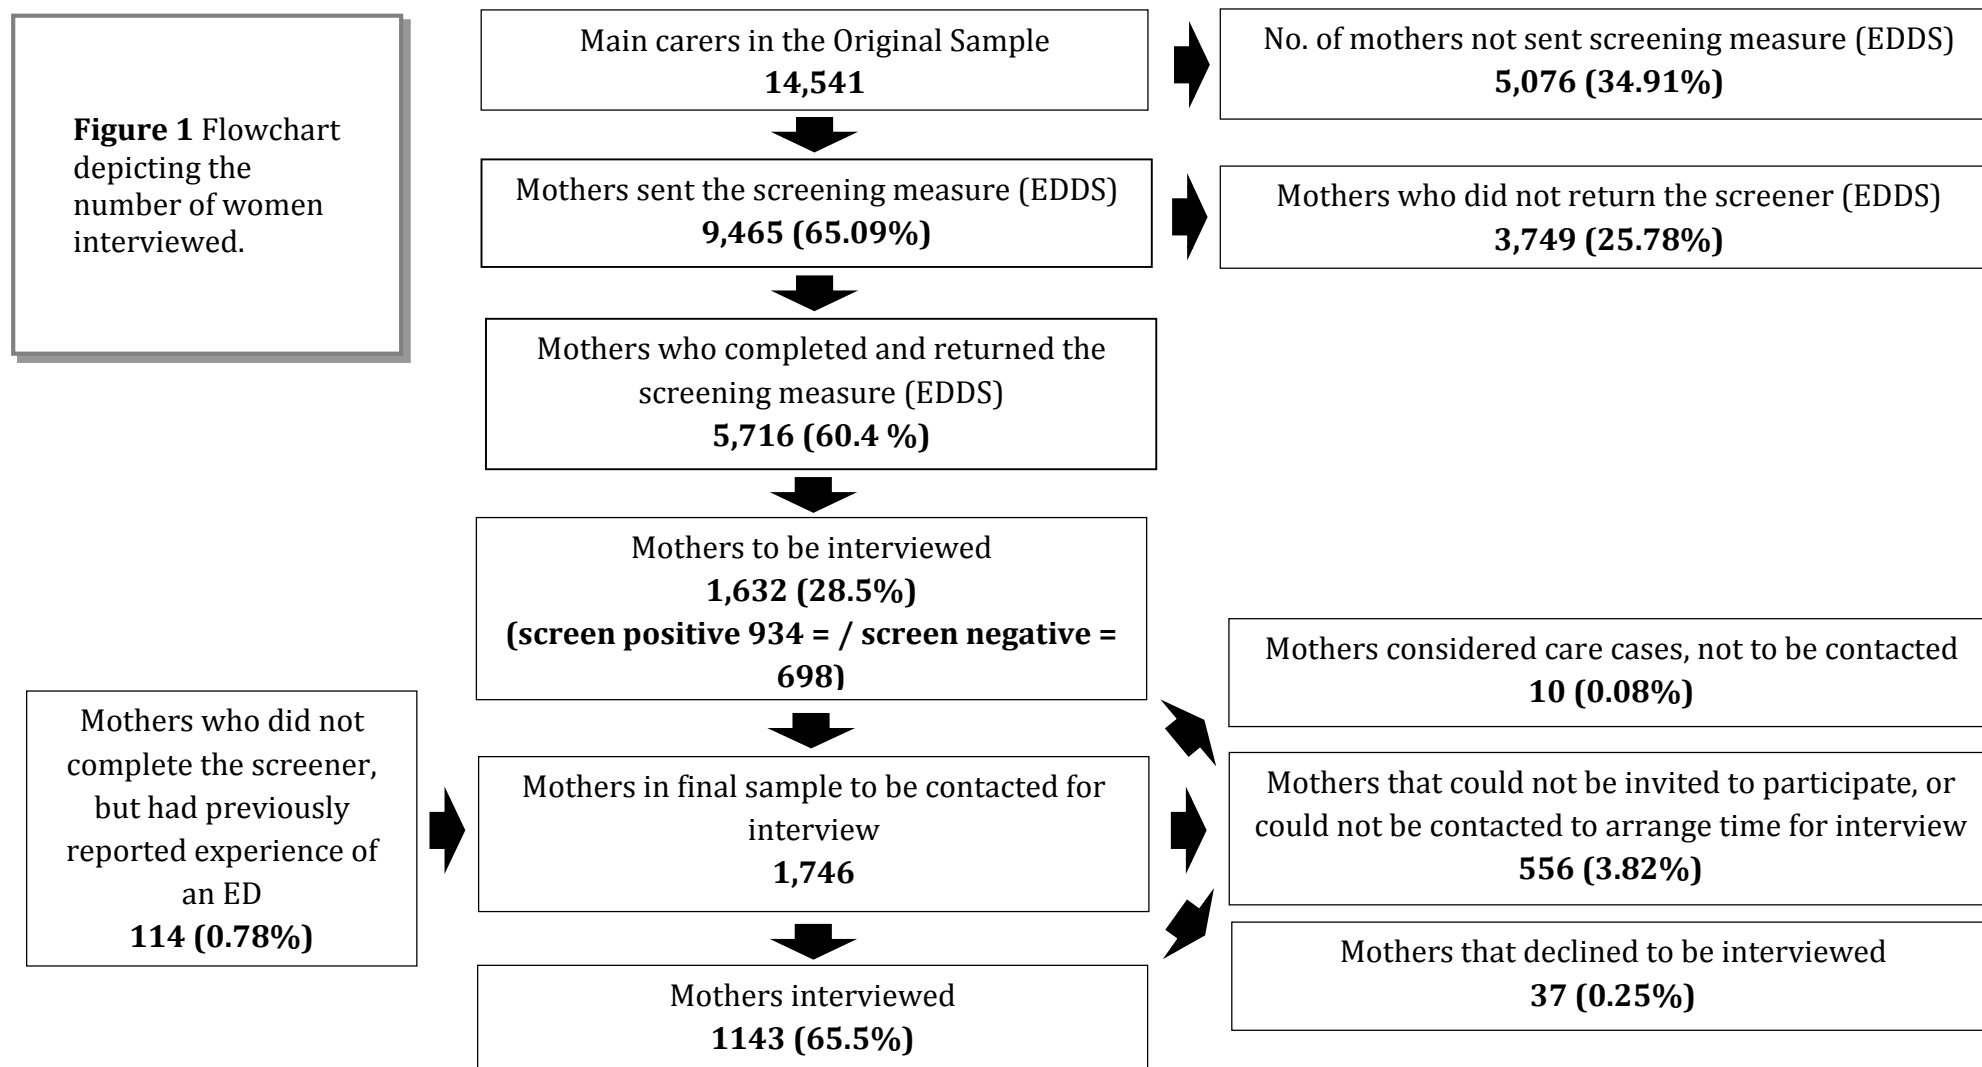 Figure 1 Flowchart
depicting the
number of women
interviewed.
Main carers in the Original Sample
14,541
No. of mothers not sent screening measure (EDDS)
5,076 (34.91%)
Mothers sent the screening measure (EDDS)
9,465 (65.09%)
Mothers who did not return the screener (EDDS)
3,749 (25.78%)
Mothers who completed and returned the
screening measure (EDDS)
5,716 (60.4 %)
Mothers to be interviewed
1,632 (28.5%)
(screen positive 934 = / screen negative =
698)
Mothers considered care cases, not to be contacted
10 (0.08%)
Mothers who did not
complete the screener,
but had previously
reported experience of
an ED
114 (0.78%)
Mothers in final sample to be contacted for
interview
1,746
Mothers that could not be invited to participate, or
could not be contacted to arrange time for interview
556 (3.82%)
Mothers that declined to be interviewed
37 (0.25%)
Mothers interviewed
1143 (65.5%)